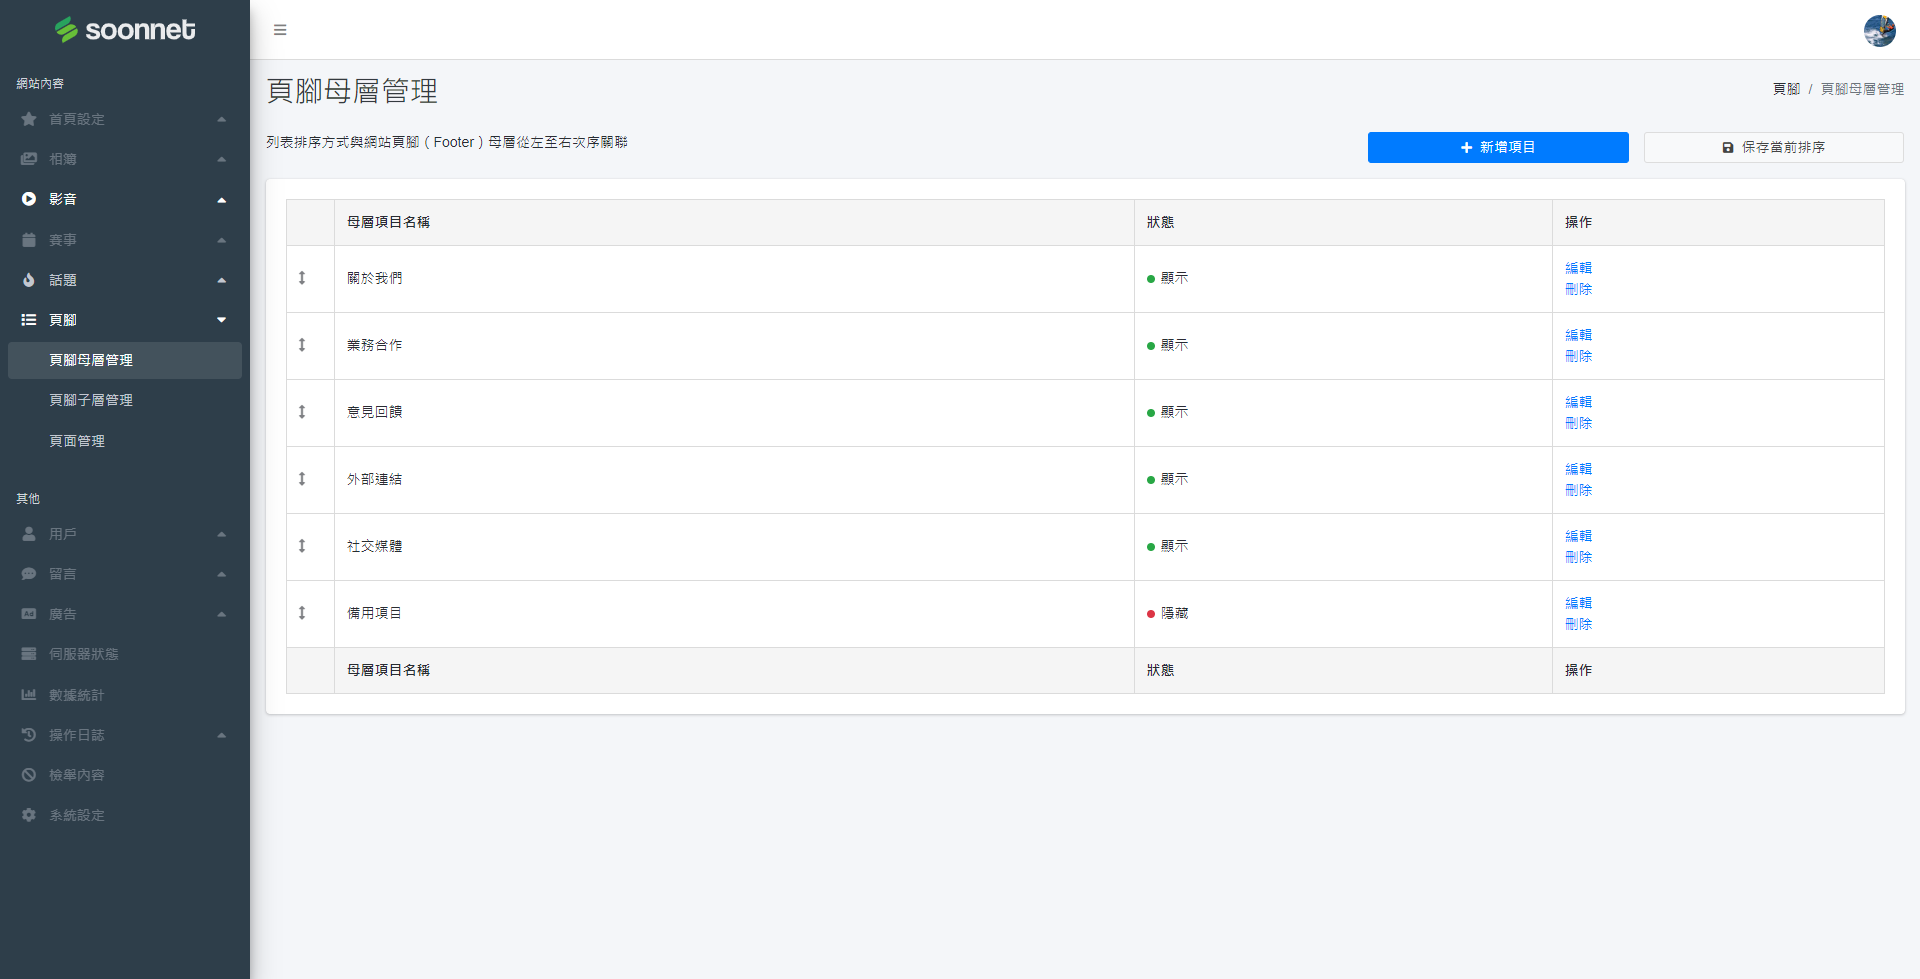 soonnet
網站內容
首頁設定
相簿
影音
賽事
話題
頁腳
頁腳母層管理
頁腳子層管理
頁面管理
其他
用戶
留言
廣告
伺服器狀態
數據統計
操作日誌
檢舉內容
系統設定
頁腳母層管理
頁腳 / 頁腳母層管理
列表排序方式與網站頁腳 ( Footer ) 母層從左至右次序關聯
新增項目
保存當前排序
母層項目名稱 狀態 操作
關於我們 顯示 編輯
刪除
業務合作 顯示 編輯
刪除
意見回饋 顯示 編輯
刪除
外部連結 顯示 編輯
刪除
社交媒體 顯示 編輯
刪除
備用項目 隱藏 編輯
刪除
母層項目名稱 狀態 操作